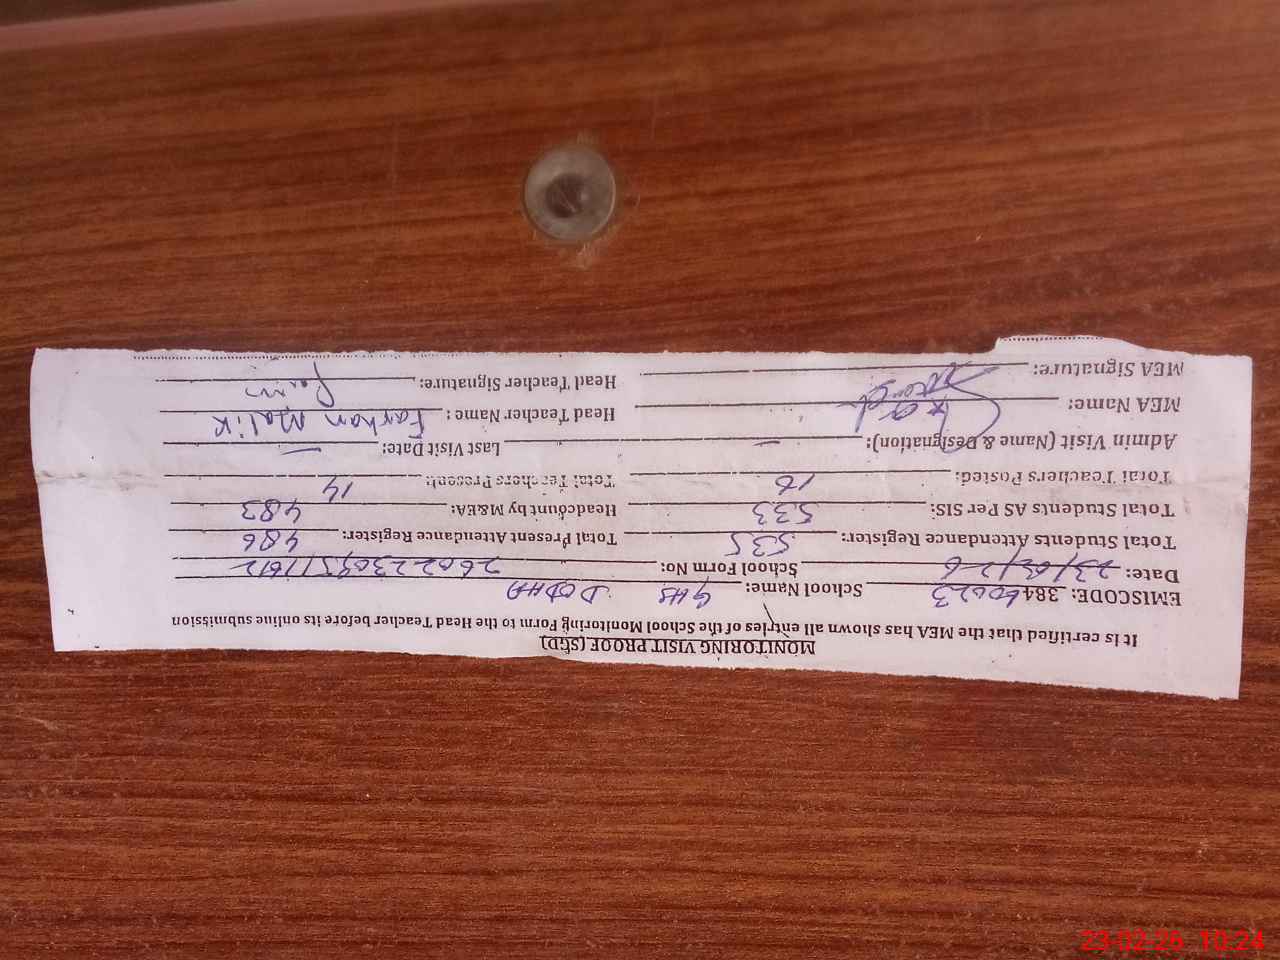 MONITORING VISIT PROOF (SGD)
It is certified that the MEA has shown all entries of the School Monitoring Form to the Head Teacher before its online submission
EMISCODE: 38460023 School Name: GHS DODHA
Date: 23/02/26 School Form No:
Total Students Attendance Register: 535 Total Present Attendance Register: 486
Total Students AS Per SIS: 533 Headcount by M&EA: 483
Total Teachers Posted: 16 Total Teachers Present: 14
Admin Visit (Name & Designation): — Last Visit Date: —
MEA Name: Head Teacher Name: Farhan Malik
MEA Signature: Head Teacher Signature:
23-02-26 10:24